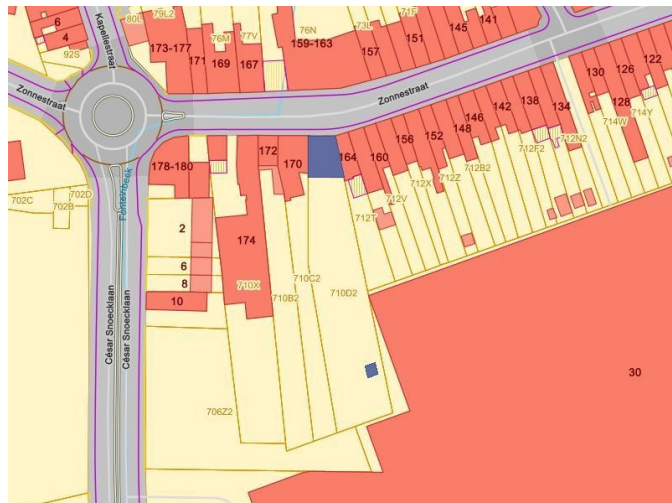 79L2
71F
80L
6
4
Kapellestraat
92S
173-177
171
76M
169
77V
167
76N
159-163
73L
157
151
145
141
Zonnestraat
Zonnestraat
130
126
122
128
714W
714Y
134
138
142
146
148
152
156
160
164
712N2
712F2
712B2
712Z
712X
712V
712T
178-180
172
170
174
702C
702D
702B
Fonteinbeek
2
6
8
10
710X
710B2
710C2
710D2
César Snoecklaan
César Snoecklaan
706Z2
30